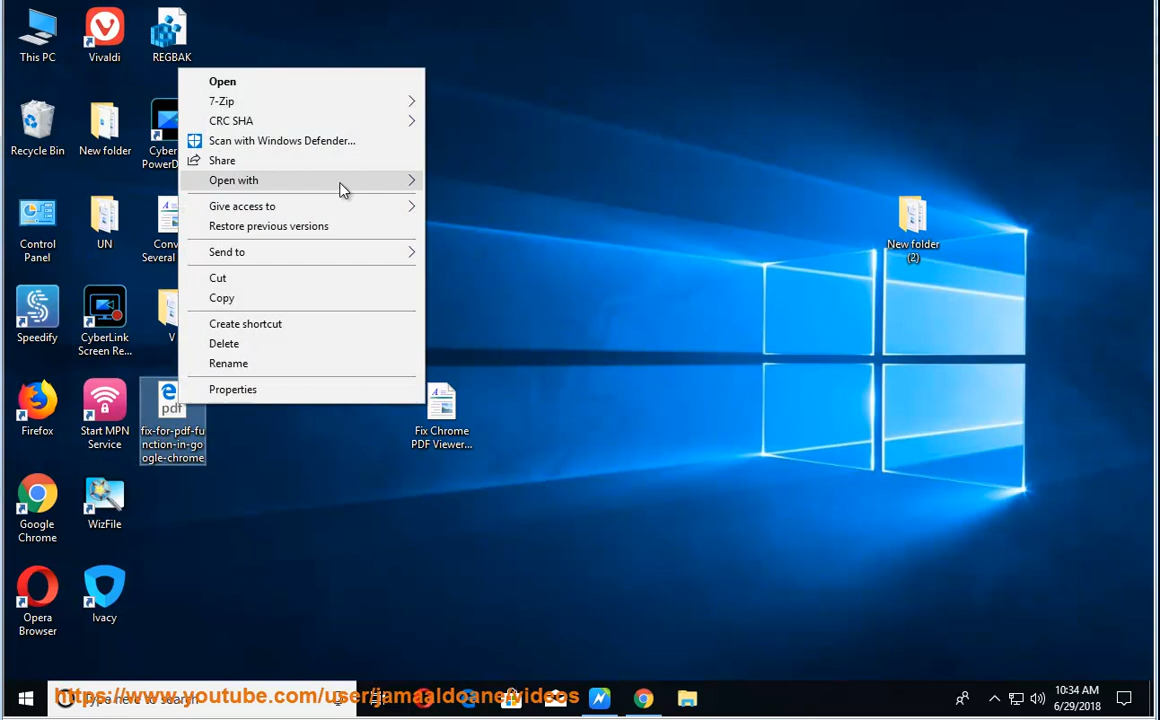 This PC
Vivaldi
REGBAK
Open
7-Zip
CRC SHA
Scan with Windows Defender...
Share
Open with
Give access to
Restore previous versions
Send to
Cut
Copy
Create shortcut
Delete
Rename
Properties
Recycle Bin
New folder
Cyber
PowerD
Control
Panel
UN
Conv
Several
Speedify
CyberLink
Screen Re...
V
Firefox
Start MPN
Service
pdf
fix-for-pdf-fu
nction-in-go
ogle-chrome
Fix Chrome
PDF Viewer...
New folder
(2)
Google
Chrome
WizFile
Opera
Browser
Ivacy
Type here to search
https://www.youtube.com/user/jamaaldoanevideos
10:34 AM
6/29/2018